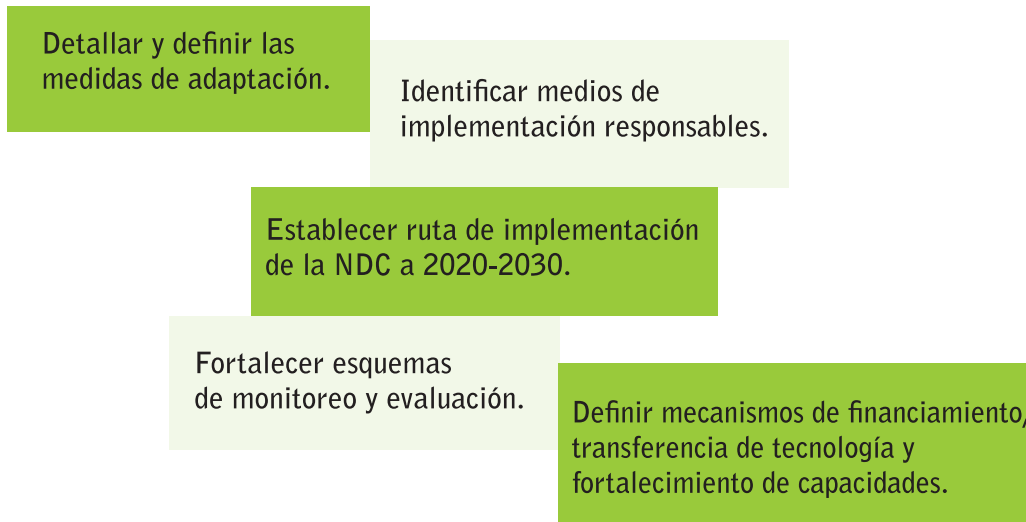 Detallar y definir las
medidas de adaptación.
Identificar medios de
implementación responsables.
Establecer ruta de implementación
de la NDC a 2020-2030.
Fortalecer esquemas
de monitoreo y evaluación.
Definir mecanismos de financiamiento/
transferencia de tecnología y
fortalecimiento de capacidades.